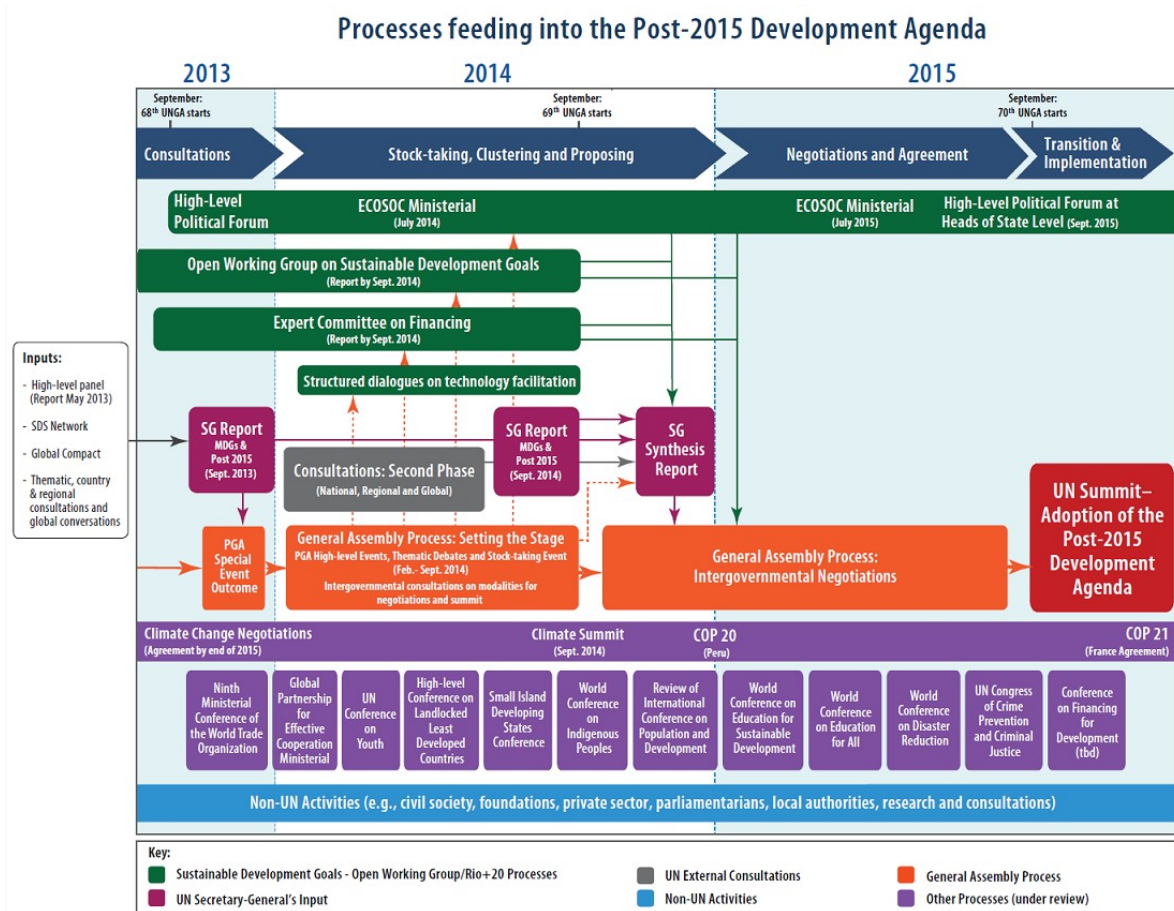 Processes feeding into the Post-2015 Development Agenda
2013
2014
2015
September:
68th UNGA starts
September:
69th UNGA starts
September:
70th UNGA starts
Consultations
Stock-taking, Clustering and Proposing
Negotiations and Agreement
Transition &
Implementation
High-Level
Political Forum
ECOSOC Ministerial
(July 2014)
ECOSOC Ministerial
(July 2015)
High-Level Political Forum at
Heads of State Level (Sept. 2015)
Open Working Group on Sustainable Development Goals
(Report by Sept. 2014)
Expert Committee on Financing
(Report by Sept. 2014)
Structured dialogues on technology facilitation
Inputs:
- High-level panel
(Report May 2013)
- SDS Network
- Global Compact
- Thematic, country
& regional
consultations and
global conversations
SG Report
MDGs &
Post 2015
(Sept. 2013)
Consultations: Second Phase
(National, Regional and Global)
SG Report
MDGs &
Post 2015
(Sept. 2014)
SG
Synthesis
Report
PGA
Special
Event
Outcome
General Assembly Process: Setting the Stage
PGA High-level Events, Thematic Debates and Stock-taking Event
(Feb.- Sept. 2014)
Intergovernmental consultations on modalities for
negotiations and summit
General Assembly Process:
Intergovernmental Negotiations
UN Summit–
Adoption of the
Post-2015
Development
Agenda
Climate Change Negotiations
(Agreement by end of 2015)
Climate Summit
(Sept. 2014)
COP 20
(Peru)
COP 21
(France Agreement)
Ninth
Ministerial
Conference of
the World Trade
Organization
Global
Partnership
for
Effective
Cooperation
Ministerial
UN
Conference
on
Youth
High-level
Conference on
Landlocked
Least
Developed
Countries
Small Island
Developing
States
Conference
World
Conference
on
Indigenous
Peoples
Review of
International
Conference on
Population and
Development
World
Conference on
Education for
Sustainable
Development
World
Conference
on Education
for All
World
Conference
on Disaster
Reduction
UN Congress
of Crime
Prevention
and Criminal
Justice
Conference
on Financing
for
Development
(tbd)
Non-UN Activities (e.g., civil society, foundations, private sector, parliamentarians, local authorities, research and consultations)
Key:
Sustainable Development Goals - Open Working Group/Rio+20 Processes
UN External Consultations
General Assembly Process
UN Secretary-General's Input
Non-UN Activities
Other Processes (under review)